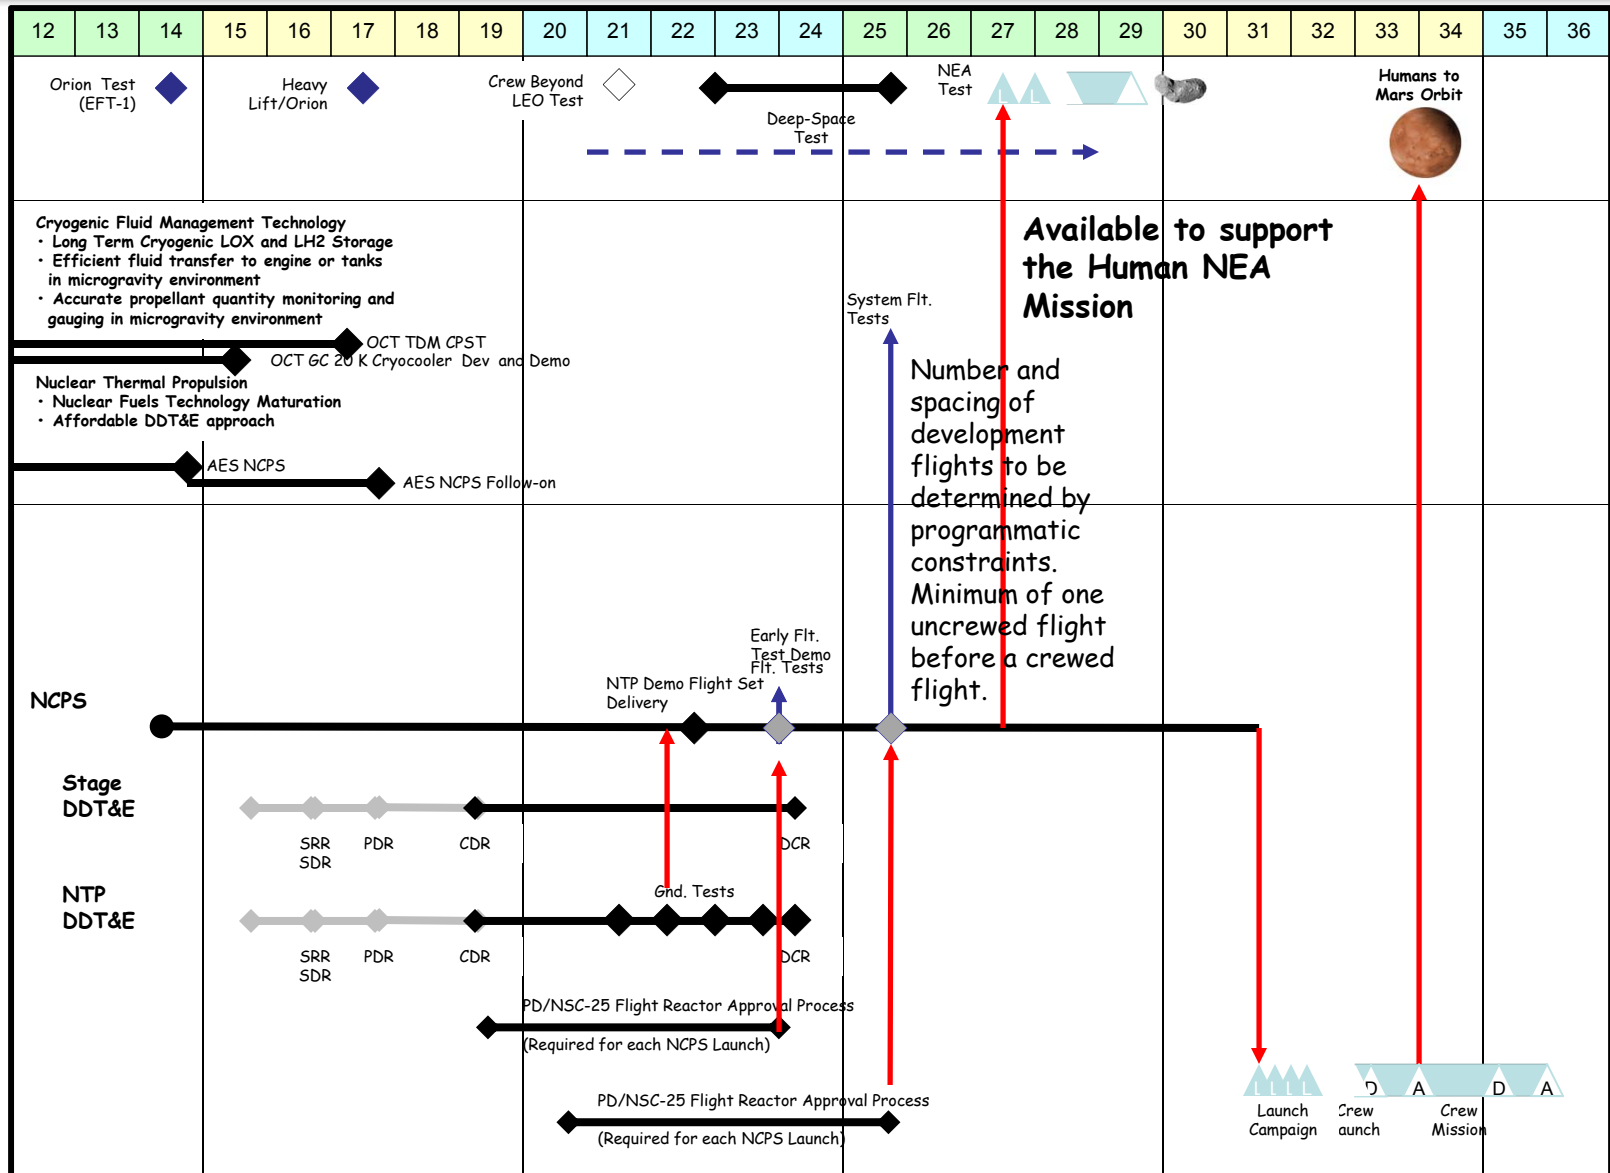 12 13 14 15 16 17 18 19 20 21 22 23 24 25 26 27 28 29 30 31 32 33 34 35 36
Orion Test
(EFT-1)
Heavy
Lift/Orion
Crew Beyond
LEO Test
Deep-Space
Test
NEA
Test
L L
Humans to
Mars Orbit
Cryogenic Fluid Management Technology
• Long Term Cryogenic LOX and LH2 Storage
• Efficient fluid transfer to engine or tanks
in microgravity environment
• Accurate propellant quantity monitoring and
gauging in microgravity environment
OCT TDM CPST
OCT GC 20 K Cryocooler Dev and Demo
Nuclear Thermal Propulsion
• Nuclear Fuels Technology Maturation
• Affordable DDT&E approach
AES NCPS
AES NCPS Follow-on
Available to support
the Human NEA
Mission
System Flt.
Tests
Number and
spacing of
development
flights to be
determined by
programmatic
constraints.
Minimum of one
uncrewed flight
before a crewed
flight.
Early Flt.
Test Demo
Flt. Tests
NTP Demo Flight Set
Delivery
NCPS
Stage
DDT&E
SRR
SDR
PDR
CDR
DCR
NTP
DDT&E
Gnd. Tests
SRR
SDR
PDR
CDR
DCR
PD/NSC-25 Flight Reactor Approval Process
(Required for each NCPS Launch)
PD/NSC-25 Flight Reactor Approval Process
(Required for each NCPS Launch)
L L L L
D A D A
Launch
Campaign
Crew
aunch
Crew
Mission